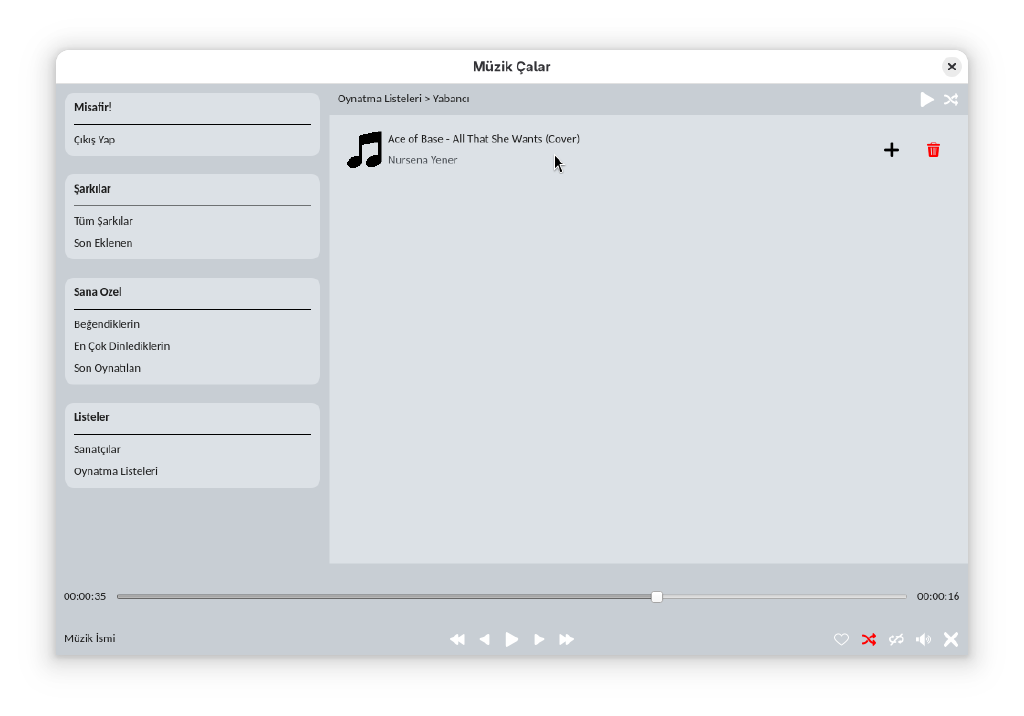 Müzik Çalar
Misafir!
Çıkış Yap
Şarkılar
Tüm Şarkılar
Son Eklenen
Sana Ozel
Beğendiklerin
En Çok Dinlediklerin
Son Oynatılan
Listeler
Sanatçılar
Oynatma Listeleri
Oynatma Listeleri > Yabancı
Ace of Base - All That She Wants (Cover)
Nursena Yener
00:00:35
00:00:16
Müzik İsmi